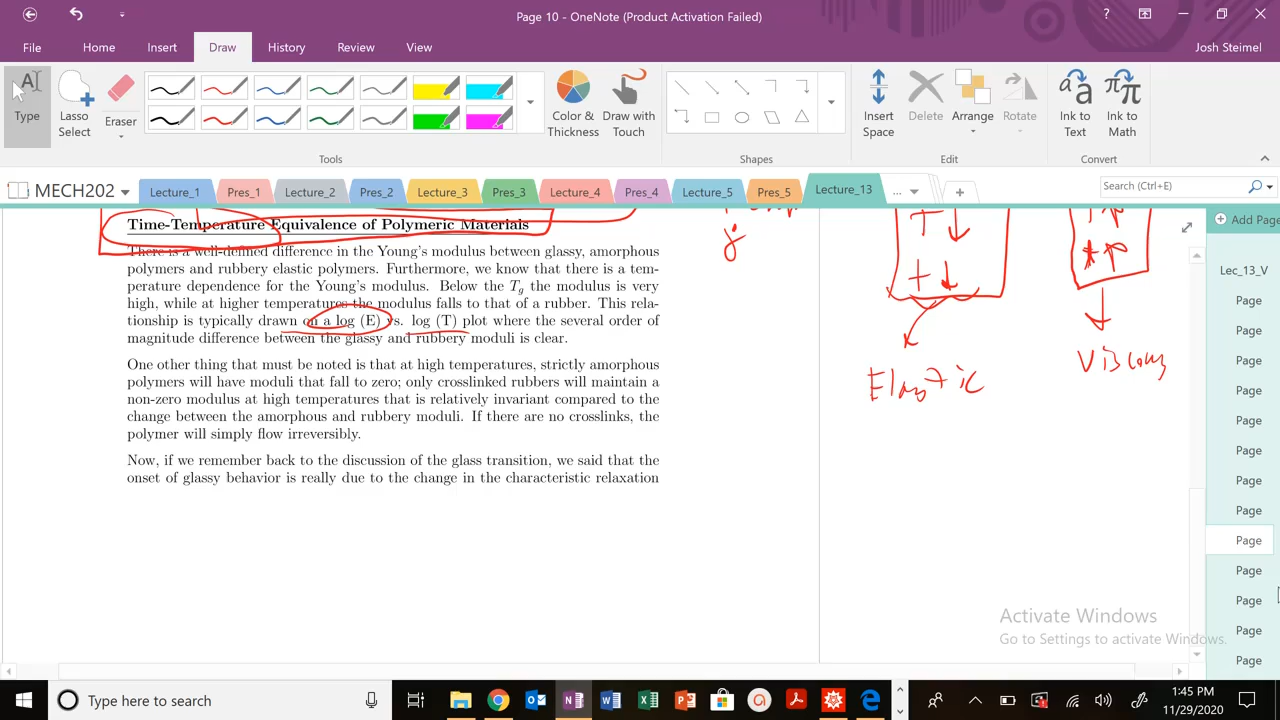 Page 10 - OneNote (Product Activation Failed)
?
File Home Insert Draw History Review View Josh Steimel
Type
Lasso Select
Eraser
Color & Thickness
Draw with Touch
Insert Space
Delete
Arrange
Rotate
Ink to Text
Ink to Math
Tools Shapes Edit Convert
MECH202 Lecture_1 Pres_1 Lecture_2 Pres_2 Lecture_3 Pres_3 Lecture_4 Pres_4 Lecture_5 Pres_5 Lecture_13 ... Search (Ctrl+E)
Time-Temperature Equivalence of Polymeric Materials
There is a well-defined difference in the Young's modulus between glassy, amorphous
polymers and rubbery elastic polymers. Furthermore, we know that there is a tem-
perature dependence for the Young's modulus. Below the Tg the modulus is very
high, while at higher temperatures the modulus falls to that of a rubber. This rela-
tionship is typically drawn on a log (E) vs. log (T) plot where the several order of
magnitude difference between the glassy and rubbery moduli is clear.
One other thing that must be noted is that at high temperatures, strictly amorphous
polymers will have moduli that fall to zero; only crosslinked rubbers will maintain a
non-zero modulus at high temperatures that is relatively invariant compared to the
change between the amorphous and rubbery moduli. If there are no crosslinks, the
polymer will simply flow irreversibly.
Now, if we remember back to the discussion of the glass transition, we said that the
onset of glassy behavior is really due to the change in the characteristic relaxation
Elastic
Viscous
Add Page
Lec_13_V
Page
Page
Page
Page
Page
Page
Page
Page
Page
Page
Page
Page
Page
Activate Windows
Go to Settings to activate Windows.
Type here to search
1:45 PM
11/29/2020